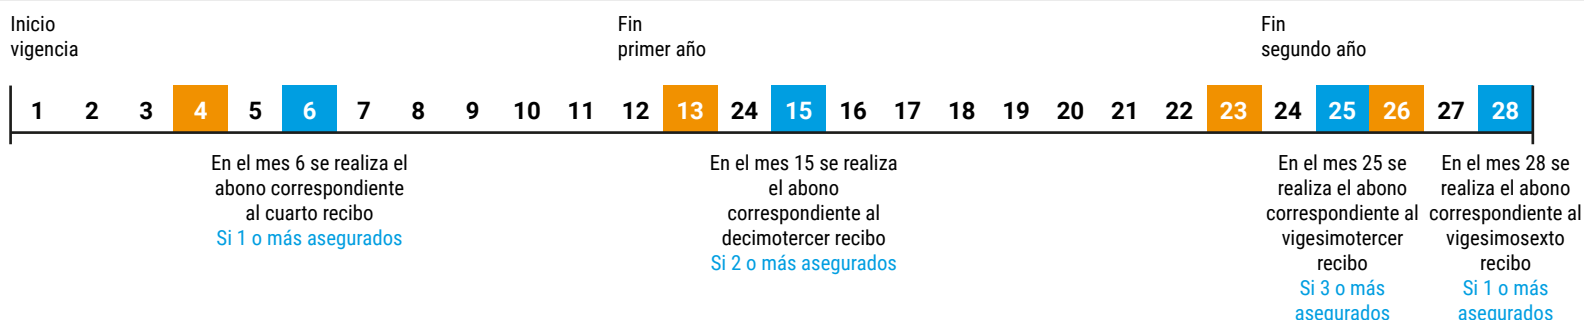 Inicio
vigencia
Fin
primer año
Fin
segundo año
1 2 3 4 5 6 7 8 9 10 11 12 13 24 15 16 17 18 19 20 21 22 23 24 25 26 27 28
En el mes 6 se realiza el
abono correspondiente
al cuarto recibo
Si 1 o más asegurados
En el mes 15 se realiza
el abono
correspondiente al
decimotercer recibo
Si 2 o más asegurados
En el mes 25 se
realiza el abono
correspondiente al
vigesimotercer
recibo
Si 3 o más
asegurados
En el mes 28 se
realiza el abono
correspondiente al
vigesimosexto
recibo
Si 1 o más
asegurados